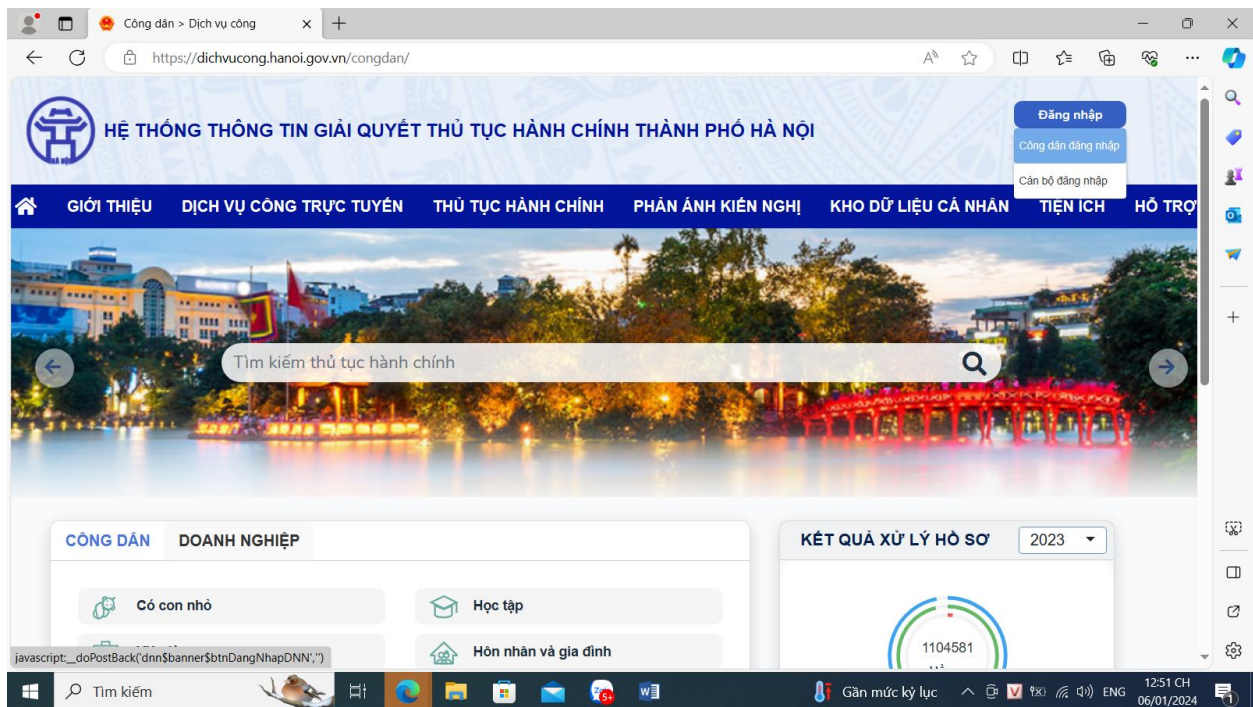 Công dân > Dịch vụ công
https://dichvucong.hanoi.gov.vn/congdan/
HỆ THỐNG THÔNG TIN GIẢI QUYẾT THỦ TỤC HÀNH CHÍNH THÀNH PHỐ HÀ NỘI
HÀ NỘI
Đăng nhập
Công dân đăng nhập
Cán bộ đăng nhập
GIỚI THIỆU DỊCH VỤ CÔNG TRỰC TUYẾN THỦ TỤC HÀNH CHÍNH PHẢN ÁNH KIẾN NGHỊ KHO DỮ LIỆU CÁ NHÂN TIỆN ÍCH HỖ TRỢ
Tìm kiếm thủ tục hành chính
CÔNG DÂN DOANH NGHIỆP
KẾT QUẢ XỬ LÝ HỒ SƠ 2023
Có con nhỏ Học tập
Hôn nhân và gia đình
1104581
javascript:__doPostBack('dnn$banner$btnDangNhapDNN','')
Tìm kiếm
5+
Gần mức kỷ lục
ENG
12:51 CH
06/01/2024
1